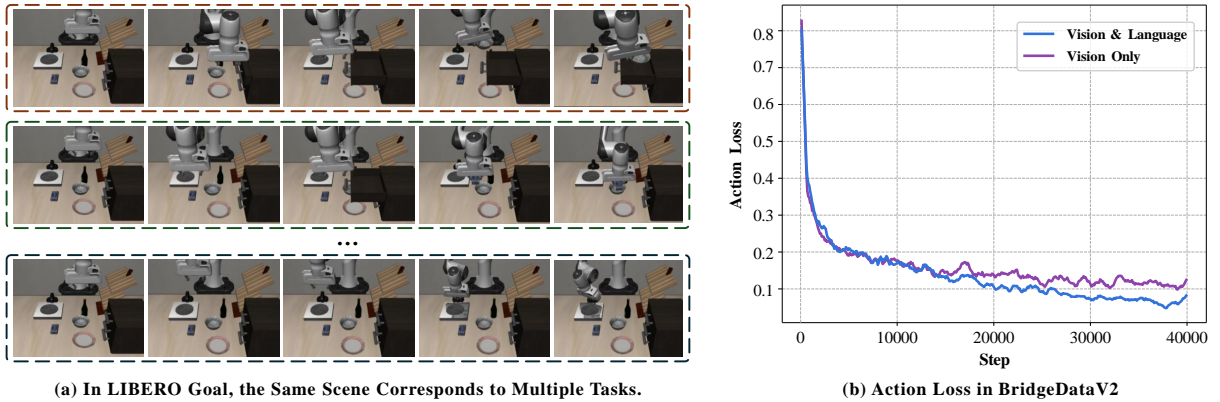 ...
(a) In LIBERO Goal, the Same Scene Corresponds to Multiple Tasks.
Action Loss
0.8
0.7
0.6
0.5
0.4
0.3
0.2
0.1
Vision & Language
Vision Only
0 10000 20000 30000 40000
Step
(b) Action Loss in BridgeDataV2